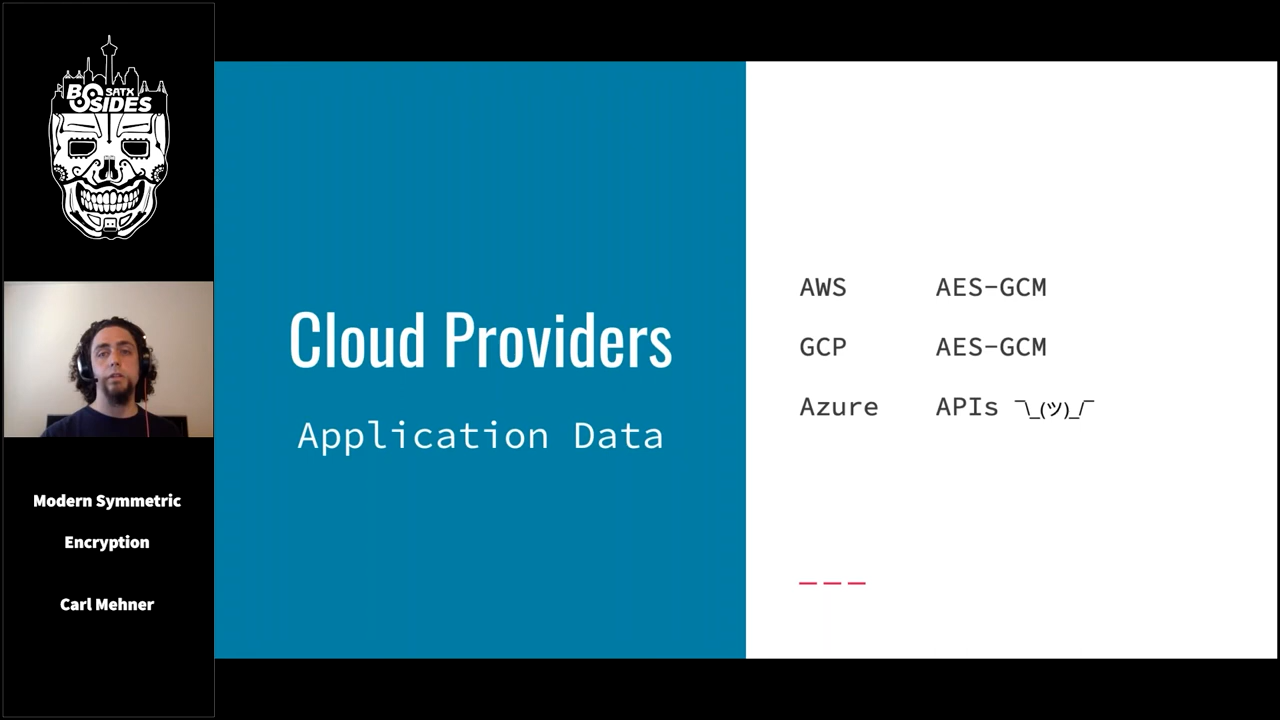 BSIDES
SATX
Modern Symmetric
Encryption
Carl Mehner
Cloud Providers
Application Data
AWS AES-GCM
GCP AES-GCM
Azure APIs ¯\_(ツ)_/¯